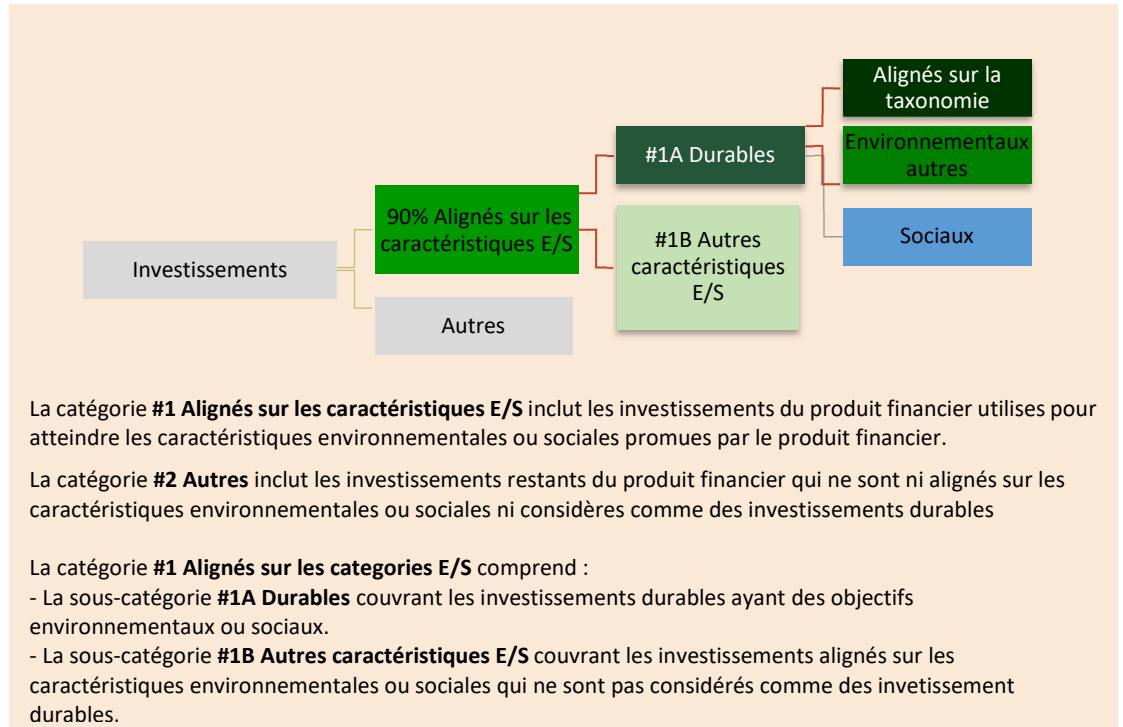 Alignés sur la
taxonomie
#1A Durables
Environnementaux
autres
90% Alignés sur les
caractéristiques E/S
#1B Autres
caractéristiques
E/S
Sociaux
Investissements
Autres
La catégorie #1 Alignés sur les caractéristiques E/S inclut les investissements du produit financier utilises pour
atteindre les caractéristiques environnementales ou sociales promues par le produit financier.
La catégorie #2 Autres inclut les investissements restants du produit financier qui ne sont ni alignés sur les
caractéristiques environnementales ou sociales ni considères comme des investissements durables
La catégorie #1 Alignés sur les categories E/S comprend :
- La sous-catégorie #1A Durables couvrant les investissements durables ayant des objectifs
environnementaux ou sociaux.
- La sous-catégorie #1B Autres caractéristiques E/S couvrant les investissements alignés sur les
caractéristiques environnementales ou sociales qui ne sont pas considérés comme des invetissement
durables.